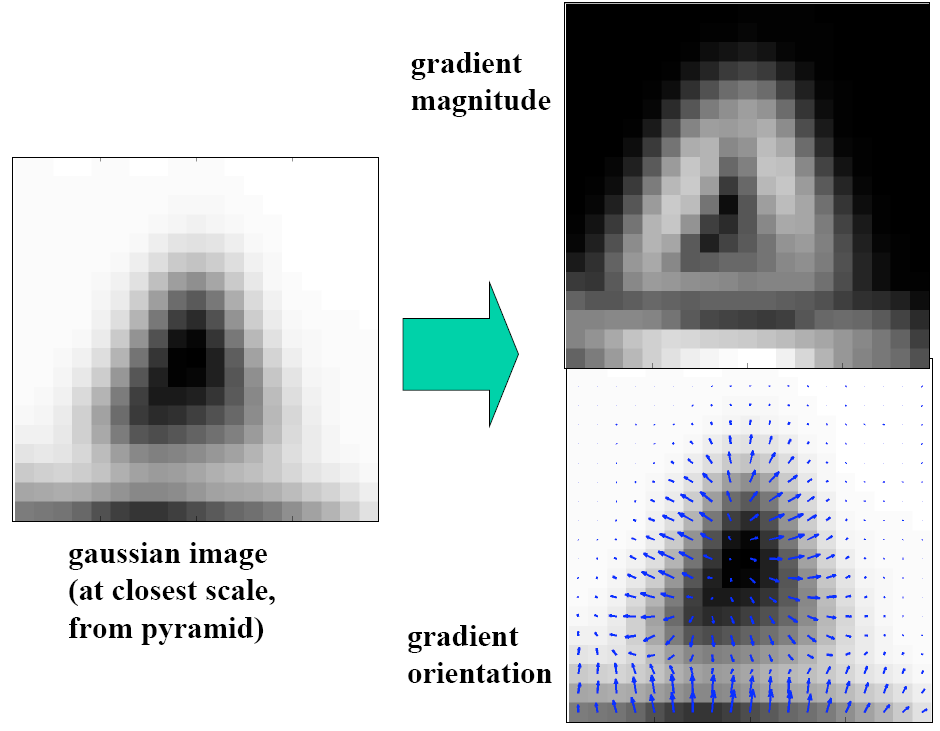 gradient
magnitude
gaussian image
(at closest scale,
from pyramid)
gradient
orientation